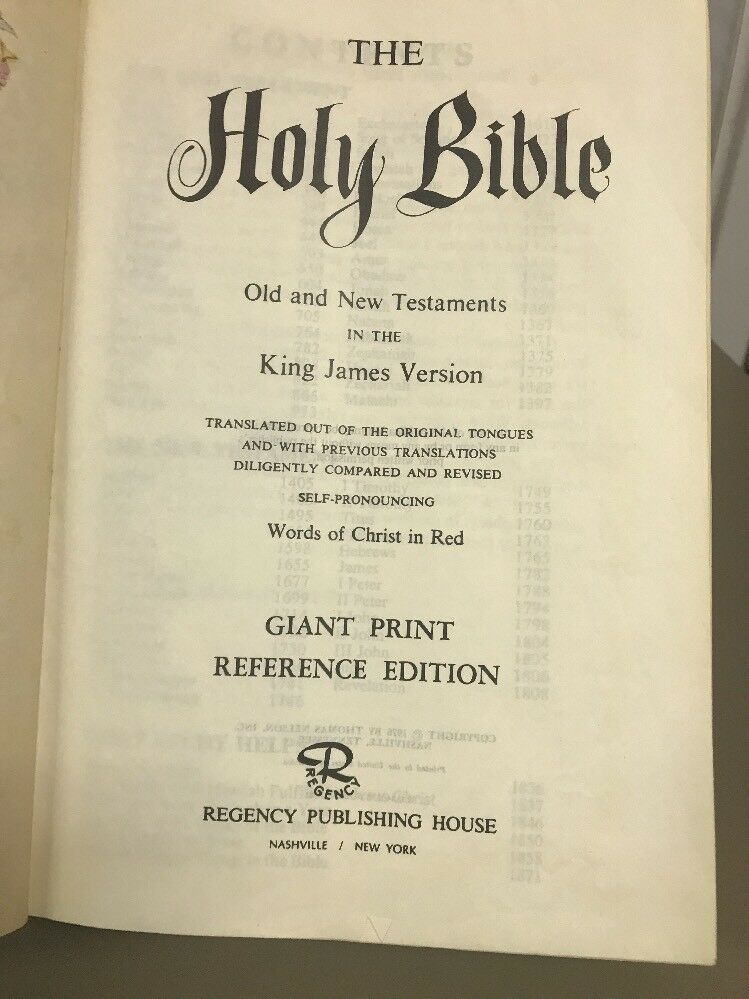 THE
Holy Bible
Old and New Testaments
IN THE
King James Version
TRANSLATED OUT OF THE ORIGINAL TONGUES
AND WITH PREVIOUS TRANSLATIONS
DILIGENTLY COMPARED AND REVISED
SELF-PRONOUNCING
Words of Christ in Red
GIANT PRINT
REFERENCE EDITION
R
REGENCY
REGENCY PUBLISHING HOUSE
NASHVILLE / NEW YORK